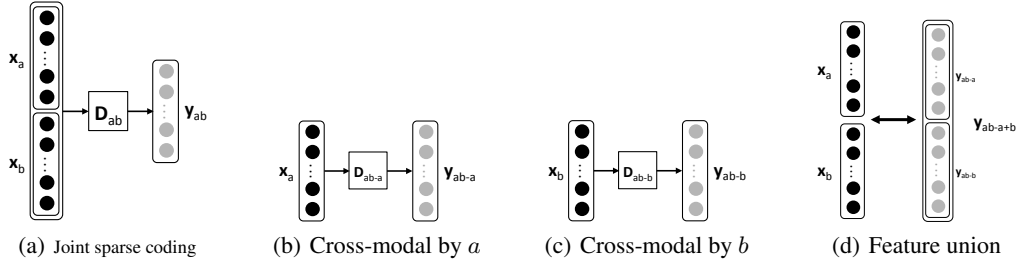 x_a
x_b
D_ab
y_ab
(a) Joint sparse coding
x_a
D_ab-a
y_ab-a
(b) Cross-modal by a
x_b
D_ab-b
y_ab-b
(c) Cross-modal by b
x_a
x_b
y_ab-a
y_ab-b
y_ab-a+b
(d) Feature union